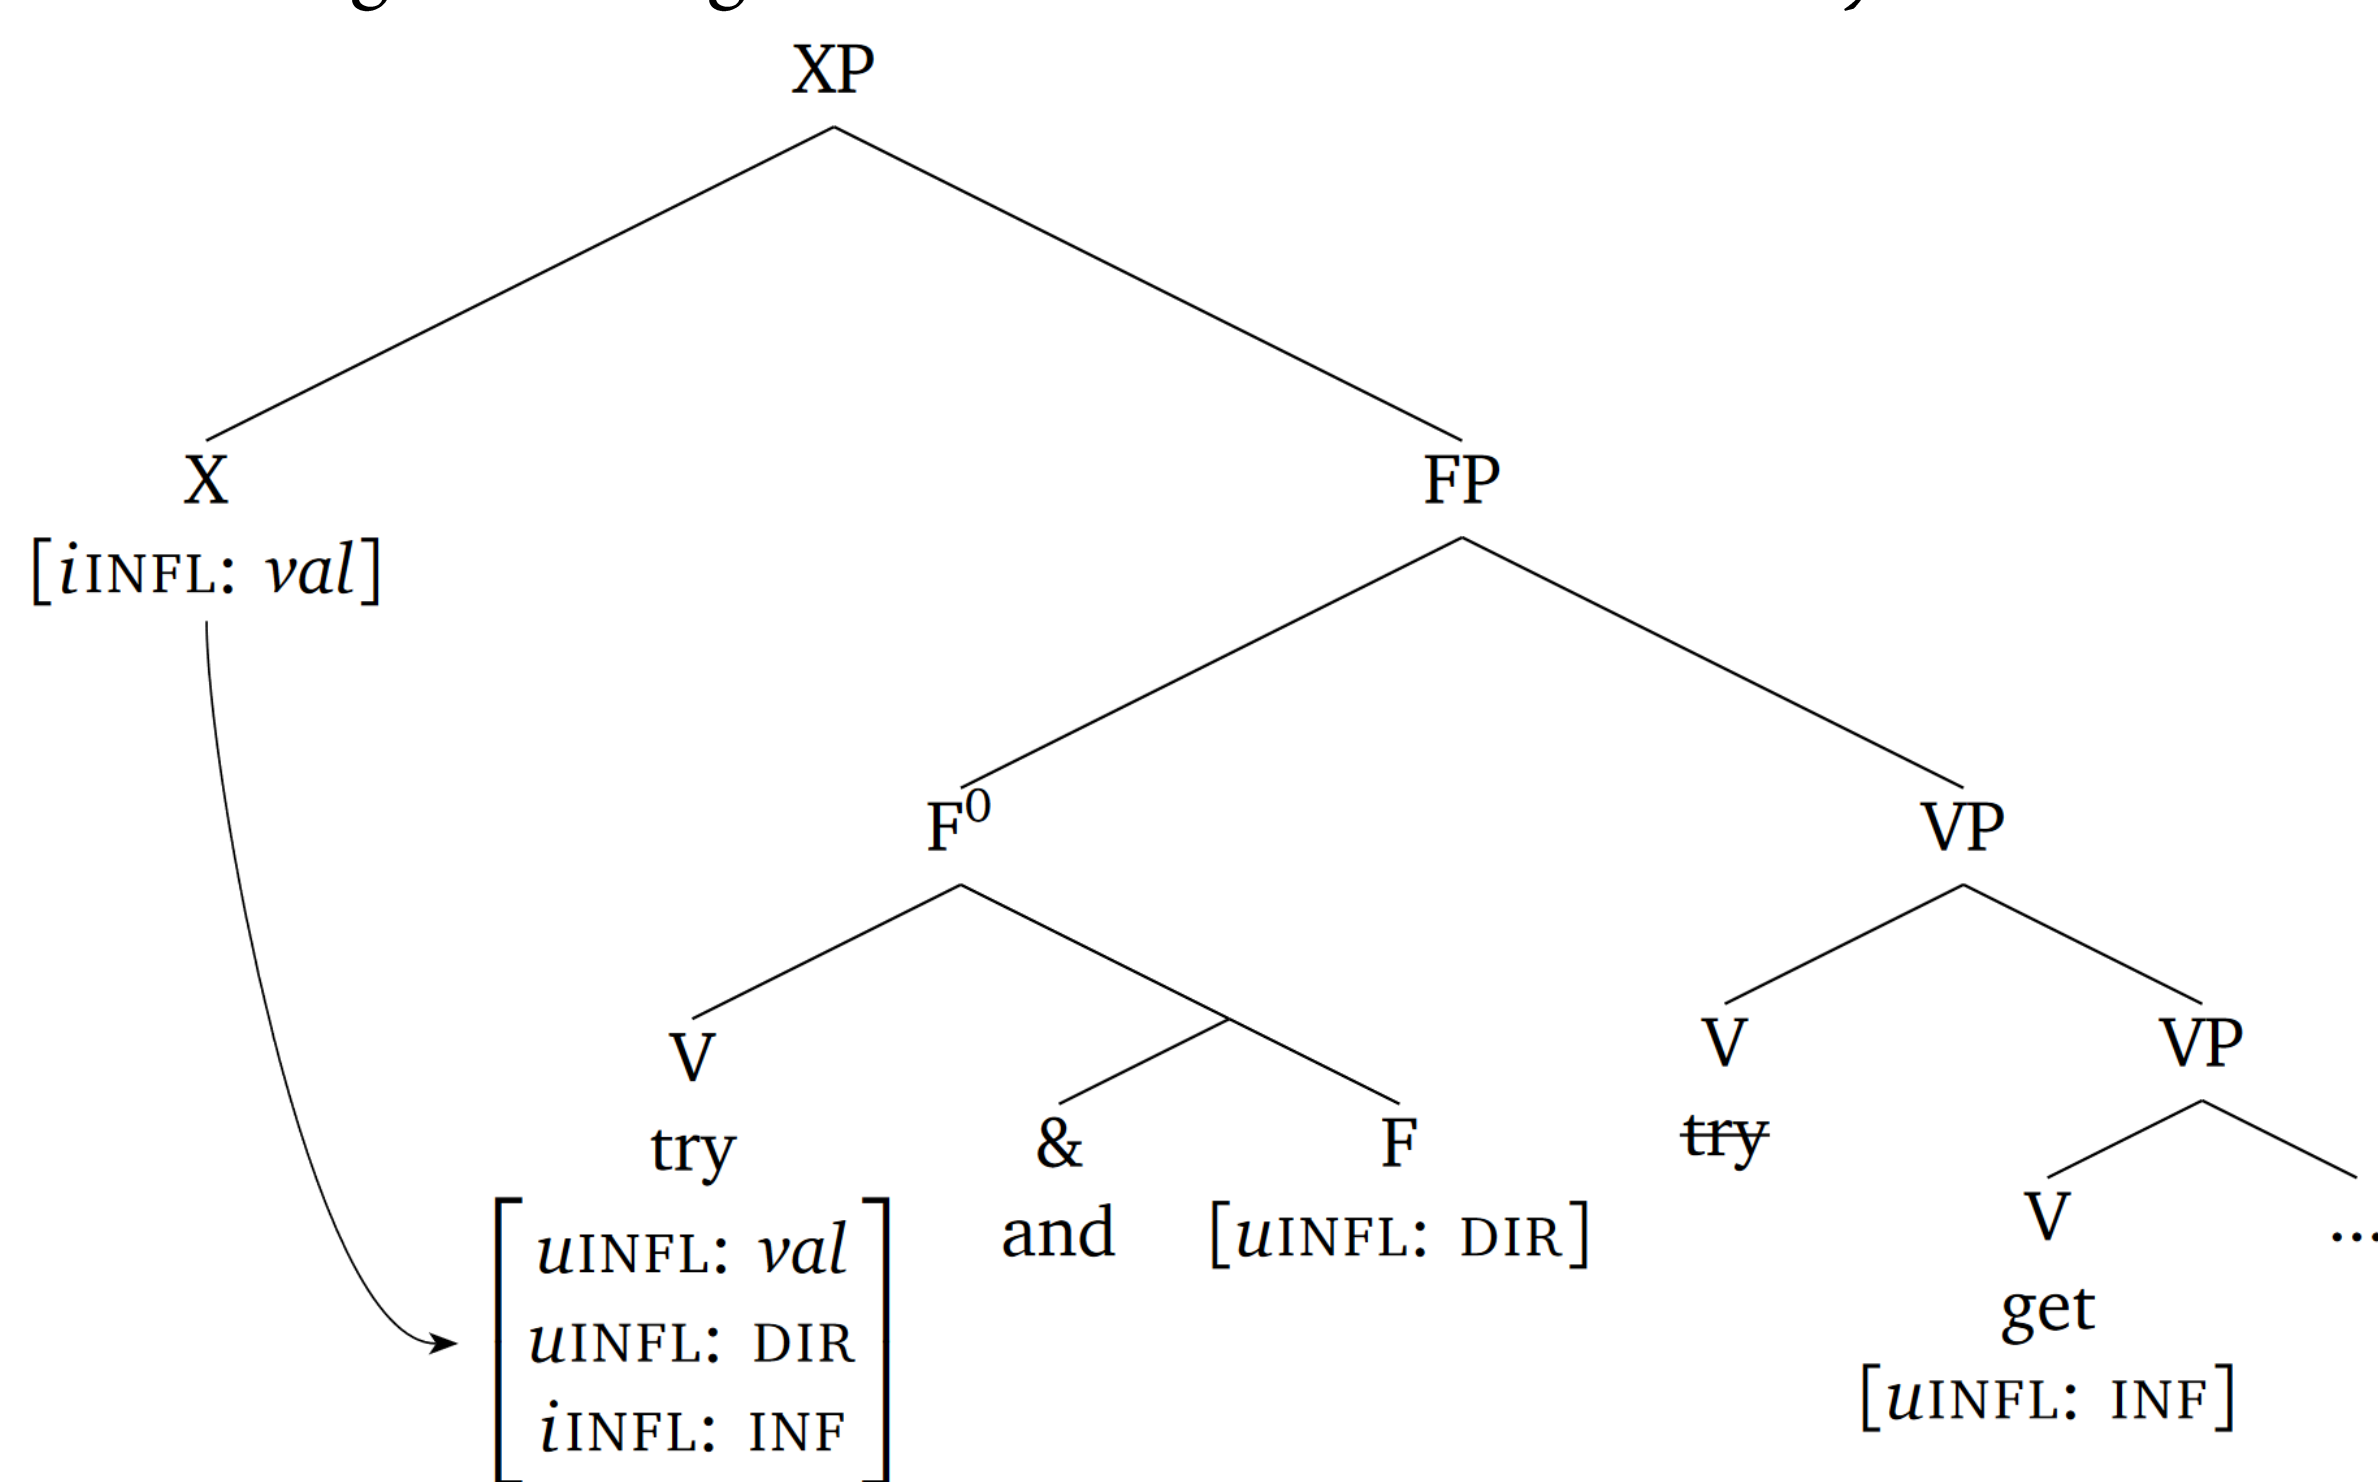 XP
X FP
[iINFL: val]
F⁰ VP
V V VP
try & F try
and [uINFL: DIR] V ...
[uINFL: val
uINFL: DIR get
iINFL: INF] [uINFL: INF]